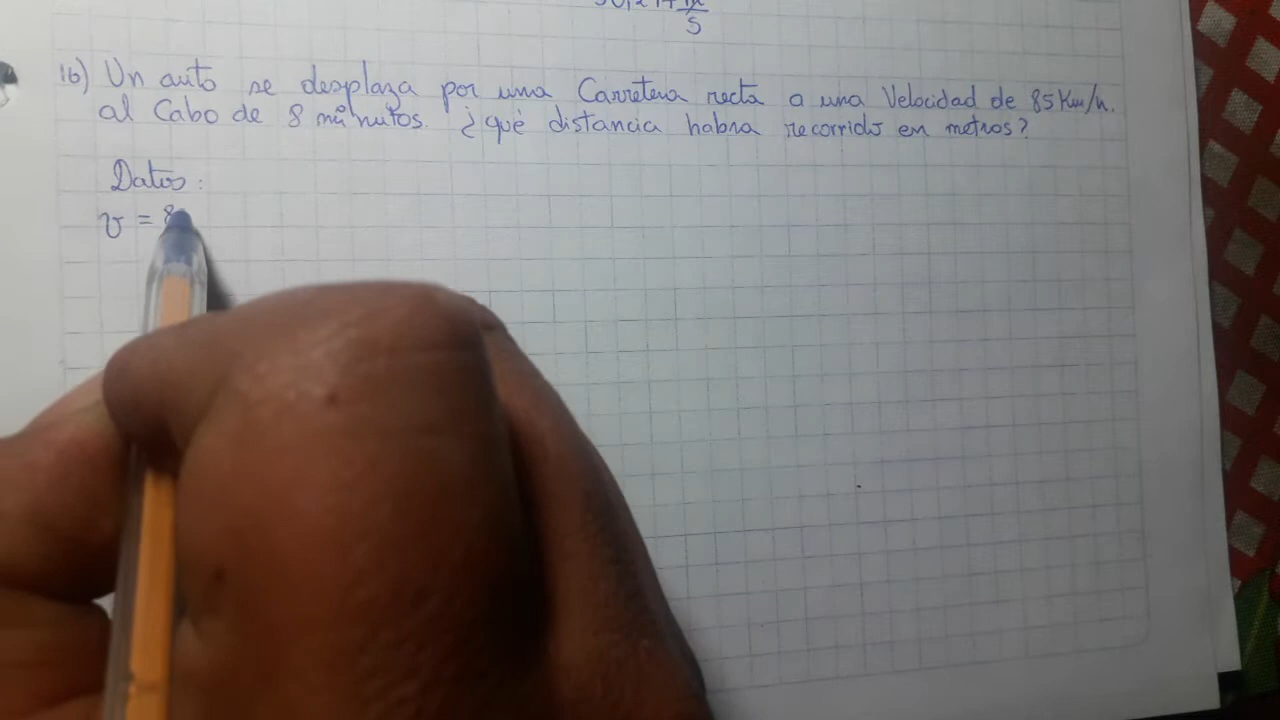 m
s
16) Un auto se desplaza por una Carretera recta a una Velocidad de 85 Km/h.
al Cabo de 8 minutos. ¿qué distancia habra recorrido en metros?
Datos:
v = 8